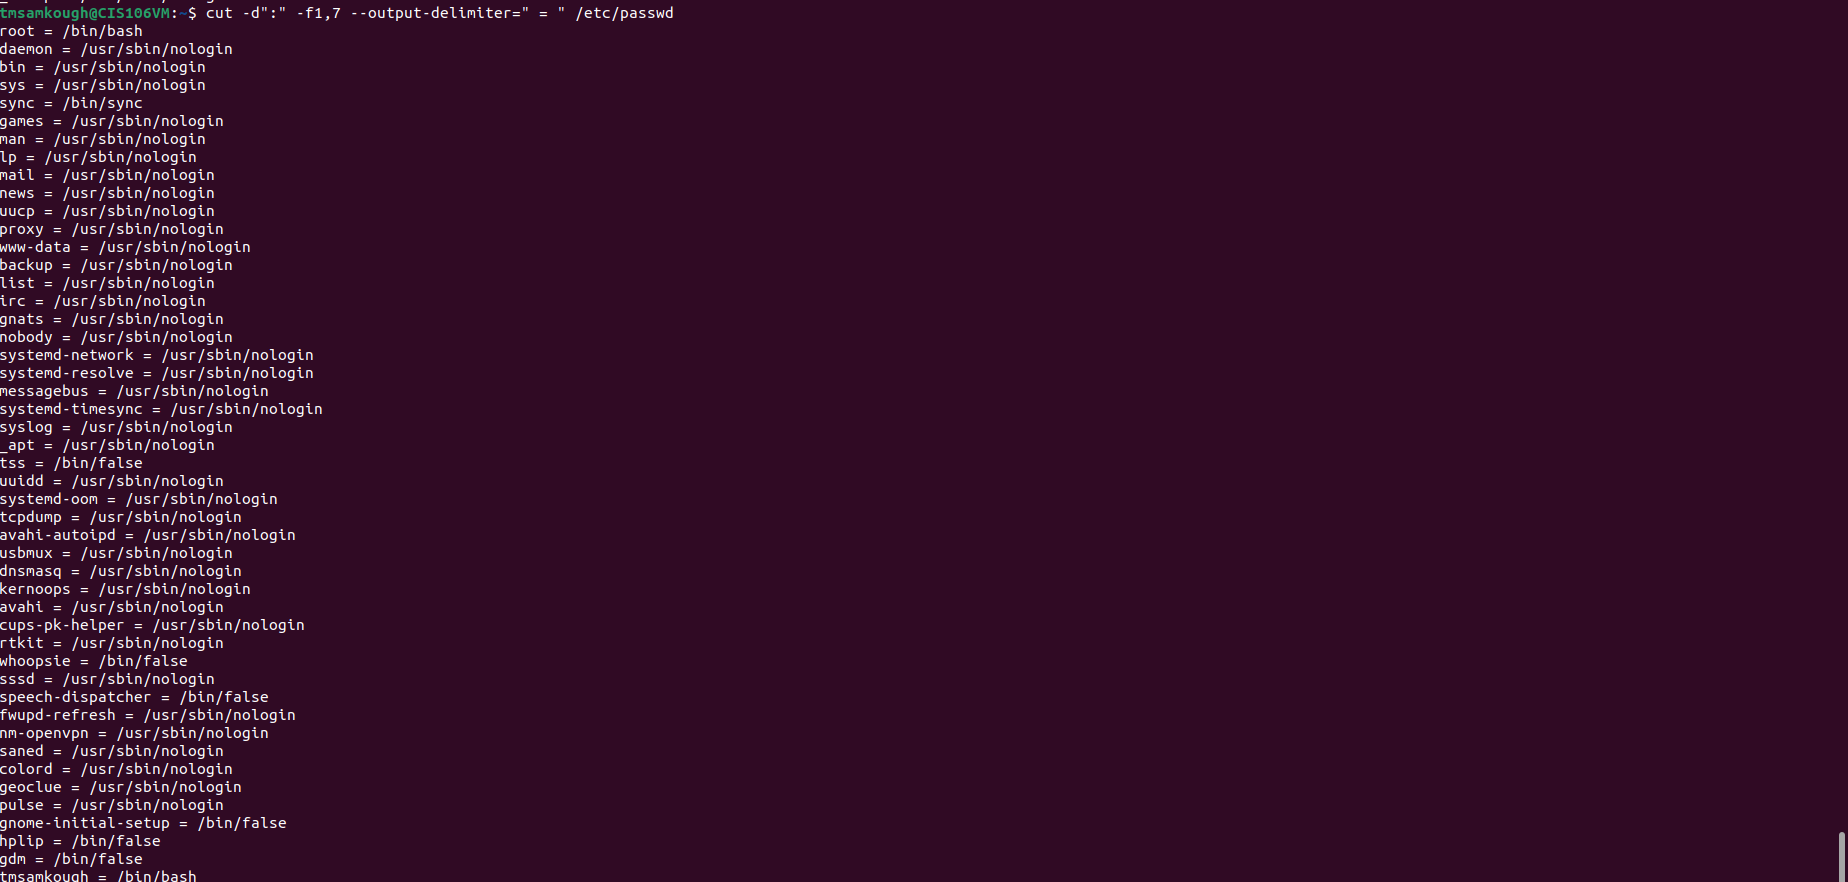 tmsamkough@CIS106VM:~$ cut -d":" -f1,7 --output-delimiter=" = " /etc/passwd
root = /bin/bash
daemon = /usr/sbin/nologin
bin = /usr/sbin/nologin
sys = /usr/sbin/nologin
sync = /bin/sync
games = /usr/sbin/nologin
man = /usr/sbin/nologin
lp = /usr/sbin/nologin
mail = /usr/sbin/nologin
news = /usr/sbin/nologin
uucp = /usr/sbin/nologin
proxy = /usr/sbin/nologin
www-data = /usr/sbin/nologin
backup = /usr/sbin/nologin
list = /usr/sbin/nologin
irc = /usr/sbin/nologin
gnats = /usr/sbin/nologin
nobody = /usr/sbin/nologin
systemd-network = /usr/sbin/nologin
systemd-resolve = /usr/sbin/nologin
messagebus = /usr/sbin/nologin
systemd-timesync = /usr/sbin/nologin
syslog = /usr/sbin/nologin
_apt = /usr/sbin/nologin
tss = /bin/false
uuidd = /usr/sbin/nologin
systemd-oom = /usr/sbin/nologin
tcpdump = /usr/sbin/nologin
avahi-autoipd = /usr/sbin/nologin
usbmux = /usr/sbin/nologin
dnsmasq = /usr/sbin/nologin
kernoops = /usr/sbin/nologin
avahi = /usr/sbin/nologin
cups-pk-helper = /usr/sbin/nologin
rtkit = /usr/sbin/nologin
whoopsie = /bin/false
sssd = /usr/sbin/nologin
speech-dispatcher = /bin/false
fwupd-refresh = /usr/sbin/nologin
nm-openvpn = /usr/sbin/nologin
saned = /usr/sbin/nologin
colord = /usr/sbin/nologin
geoclue = /usr/sbin/nologin
pulse = /usr/sbin/nologin
gnome-initial-setup = /bin/false
hplip = /bin/false
gdm = /bin/false
tmsamkough = /bin/bash